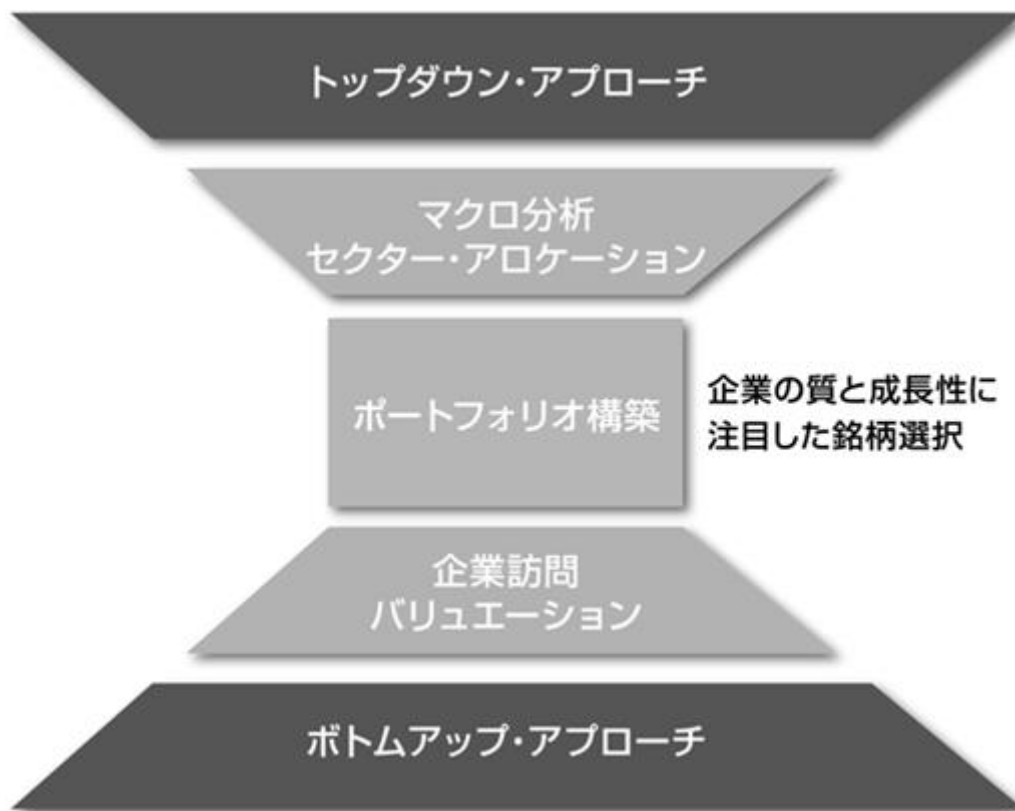 トップダウン・アプローチ
マクロ分析
セクター・アロケーション
ポートフォリオ構築
企業の質と成長性に
注目した銘柄選択
企業訪問
バリュエーション
ボトムアップ・アプローチ